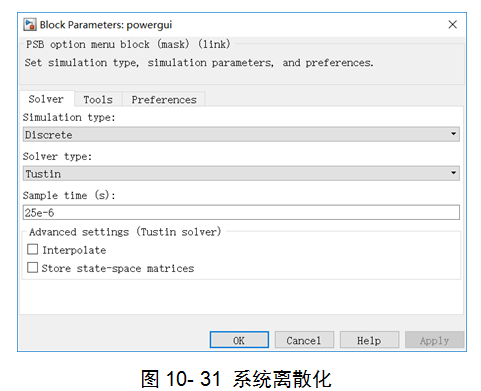 Block Parameters: powergui
PSB option menu block (mask) (link)
Set simulation type, simulation parameters, and preferences.
Solver Tools Preferences
Simulation type:
Discrete
Solver type:
Tustin
Sample time (s):
25e-6
Advanced settings (Tustin solver)
Interpolate
Store state-space matrices
OK Cancel Help Apply
图 10- 31 系统离散化